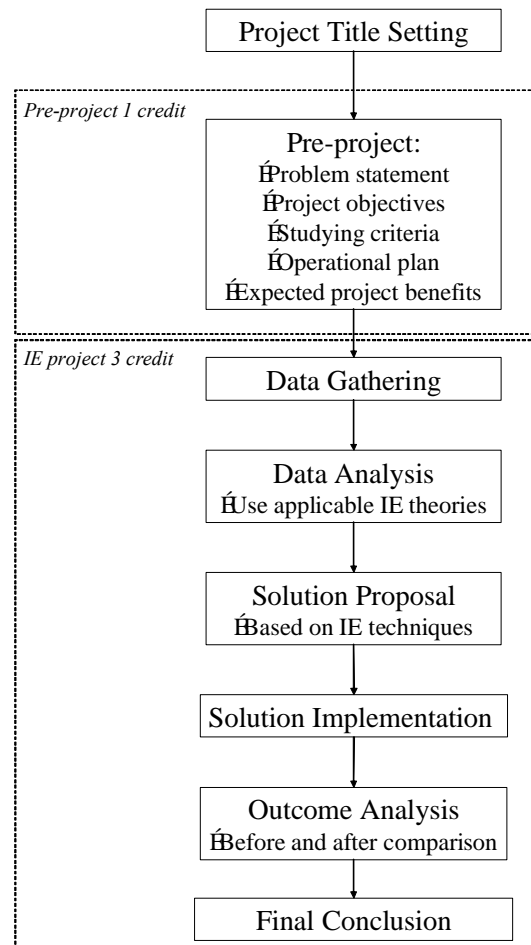 Project Title Setting
Pre-project 1 credit
Pre-project:
ÉProblem statement
ÉProject objectives
ÉStudying criteria
ÉOperational plan
ÉExpected project benefits
IE project 3 credit
Data Gathering
Data Analysis
ÉUse applicable IE theories
Solution Proposal
ÉBased on IE techniques
Solution Implementation
Outcome Analysis
ÉBefore and after comparison
Final Conclusion